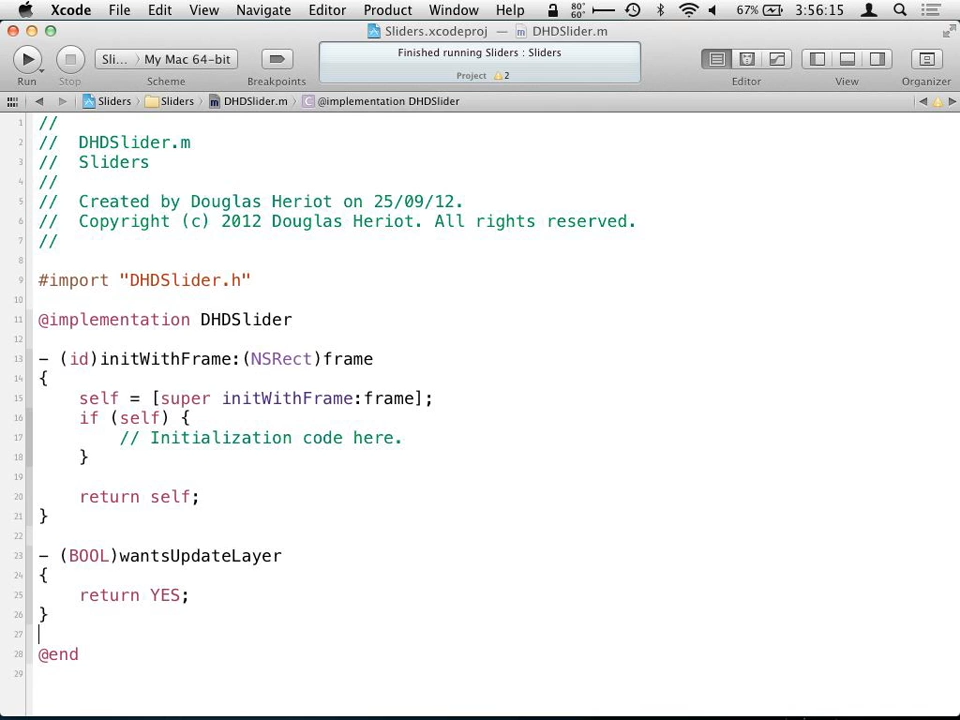 Xcode File Edit View Navigate Editor Product Window Help 80° 60° 67% 3:56:15
Sliders.xcodeproj — DHDSlider.m
Run Stop Sli... My Mac 64-bit Scheme Breakpoints Finished running Sliders : Sliders Project 2 Editor View Organizer
Sliders Sliders DHDSlider.m C @implementation DHDSlider
1 //
2 // DHDSlider.m
3 // Sliders
4 //
5 // Created by Douglas Heriot on 25/09/12.
6 // Copyright (c) 2012 Douglas Heriot. All rights reserved.
7 //
8
9 #import "DHDSlider.h"
10
11 @implementation DHDSlider
12
13 - (id)initWithFrame:(NSRect)frame
14 {
15     self = [super initWithFrame:frame];
16     if (self) {
17         // Initialization code here.
18     }
19
20     return self;
21 }
22
23 - (BOOL)wantsUpdateLayer
24 {
25     return YES;
26 }
27
28 @end
29